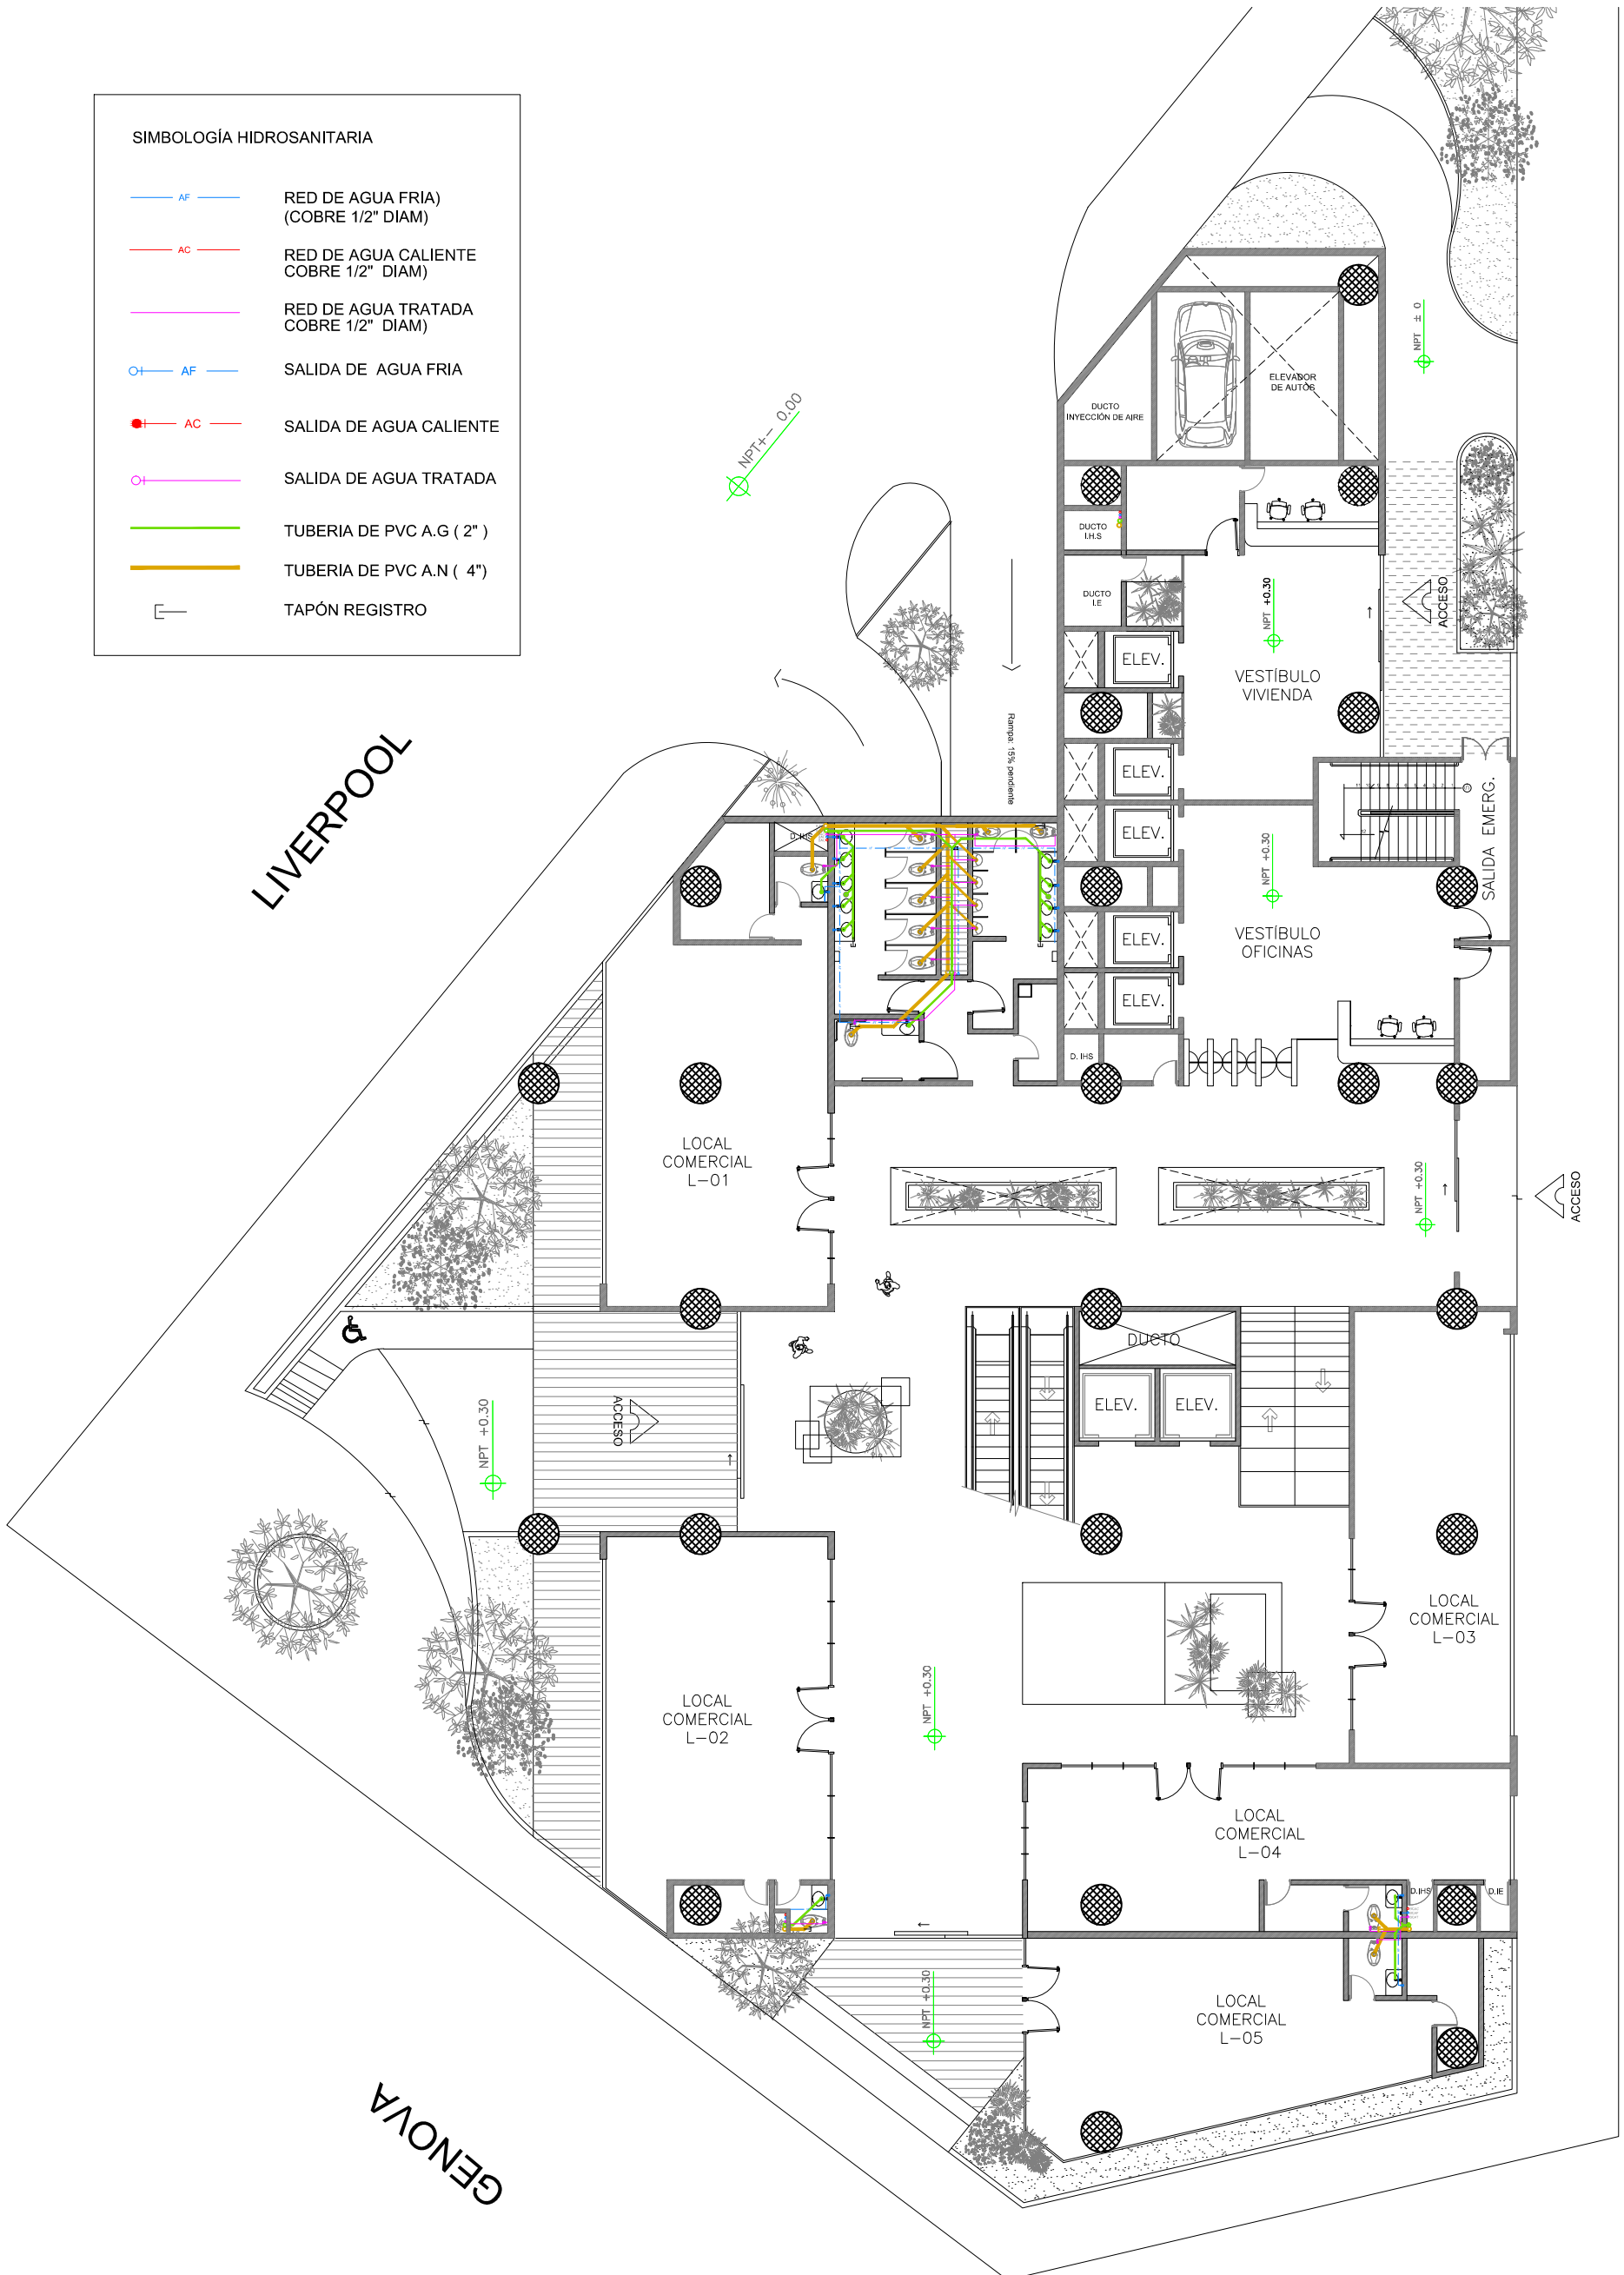 SIMBOLOGÍA HIDROSANITARIA
AF
RED DE AGUA FRÍA)
(COBRE 1/2" DIAM)
AC
RED DE AGUA CALIENTE
COBRE 1/2" DIAM)
RED DE AGUA TRATADA
COBRE 1/2" DIAM)
AF
SALIDA DE AGUA FRIA
AC
SALIDA DE AGUA CALIENTE
SALIDA DE AGUA TRATADA
TUBERIA DE PVC A.G ( 2" )
TUBERIA DE PVC A.N ( 4")
TAPÓN REGISTRO
NPT ± 0
ELEVADOR
DE AUTOS
DUCTO
INYECCIÓN DE AIRE
NPT+− 0.00
DUCTO
I.H.S
DUCTO
I.E
NPT +0.30
ACCESO
ELEV.
VESTÍBULO
VIVIENDA
Rampa: 15% pendiente
ELEV.
SALIDA EMERG.
LIVERPOOL
D. IHS
ELEV.
NPT +0.30
VESTÍBULO
OFICINAS
ELEV.
ELEV.
D. IHS
LOCAL
COMERCIAL
L-01
NPT +0.30
ACCESO
DUCTO
ELEV.
ELEV.
ACCESO
NPT +0.30
LOCAL
COMERCIAL
L-03
LOCAL
COMERCIAL
L-02
NPT +0.30
LOCAL
COMERCIAL
L-04
D.IHS
D.IE
NPT +0.30
LOCAL
COMERCIAL
L-05
GENOVA